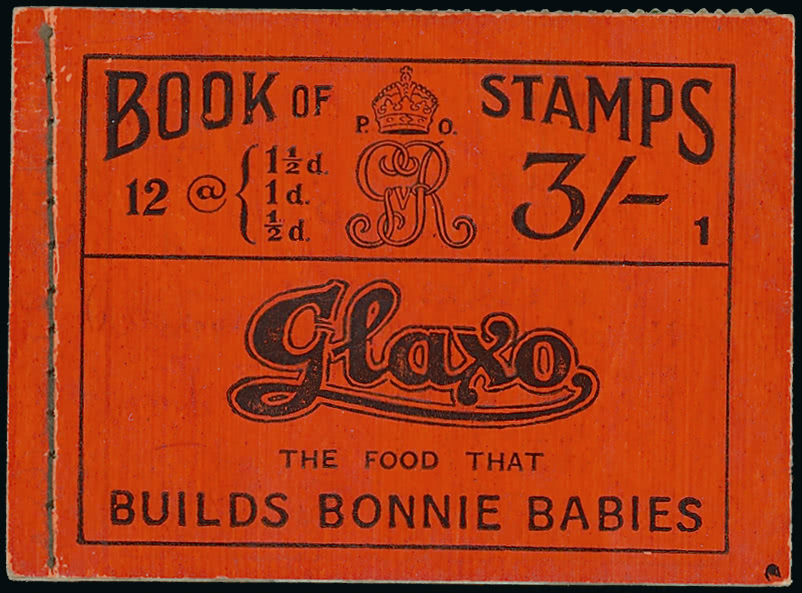 BOOK OF STAMPS
P. O.
GVR
12 @ { 1½d. 3/-
1d.
½d. 1
Glaxo
THE FOOD THAT
BUILDS BONNIE BABIES